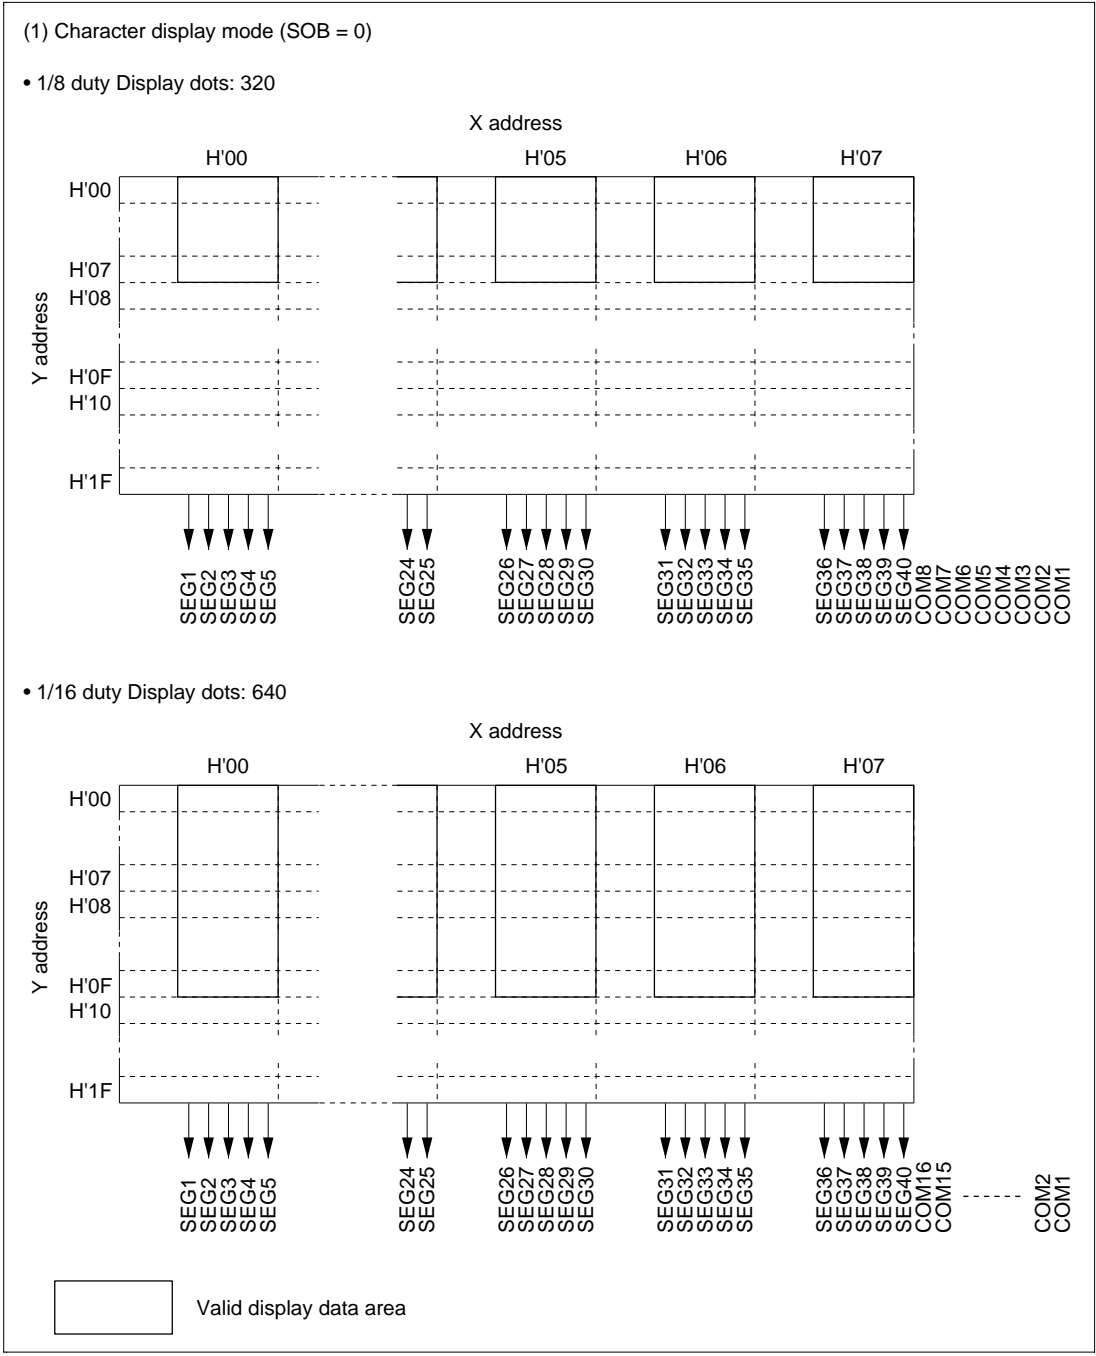 (1) Character display mode (SOB = 0)
• 1/8 duty Display dots: 320
X address
H'00 H'05 H'06 H'07
H'00
H'07
H'08
Y address
H'0F
H'10
H'1F
SEG1 SEG2 SEG3 SEG4 SEG5 SEG24 SEG25 SEG26 SEG27 SEG28 SEG29 SEG30 SEG31 SEG32 SEG33 SEG34 SEG35 SEG36 SEG37 SEG38 SEG39 SEG40 COM8 COM7 COM6 COM5 COM4 COM3 COM2 COM1
• 1/16 duty Display dots: 640
X address
H'00 H'05 H'06 H'07
H'00
H'07
H'08
Y address
H'0F
H'10
H'1F
SEG1 SEG2 SEG3 SEG4 SEG5 SEG24 SEG25 SEG26 SEG27 SEG28 SEG29 SEG30 SEG31 SEG32 SEG33 SEG34 SEG35 SEG36 SEG37 SEG38 SEG39 SEG40 COM16 COM15 COM2 COM1
Valid display data area